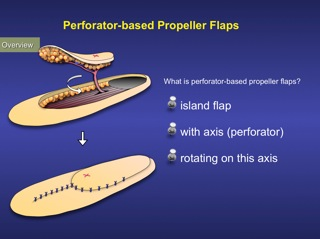 Perforator-based Propeller Flaps
Overview
What is perforator-based propeller flaps?
island flap
with axis (perforator)
rotating on this axis